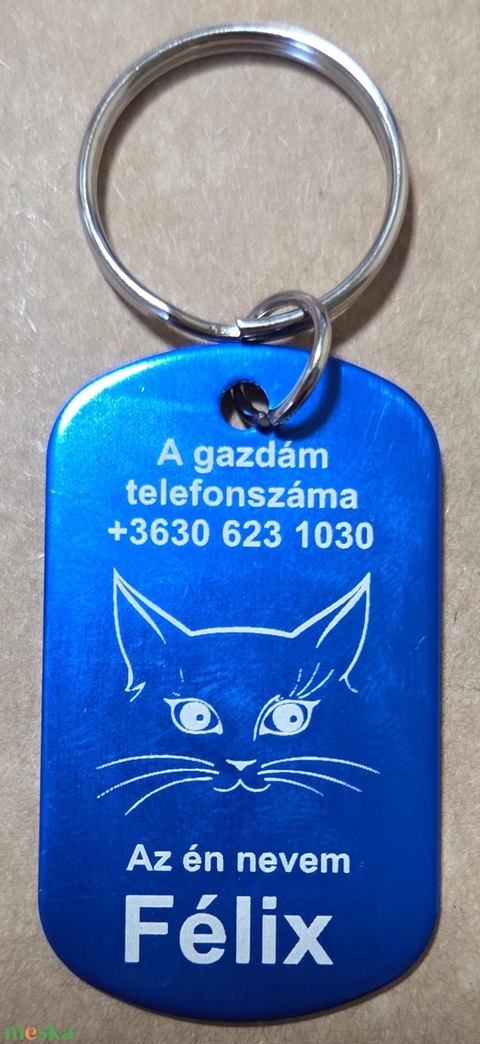 A gazdám
telefonszáma
+3630 623 1030
Az én nevem
Félix
meska